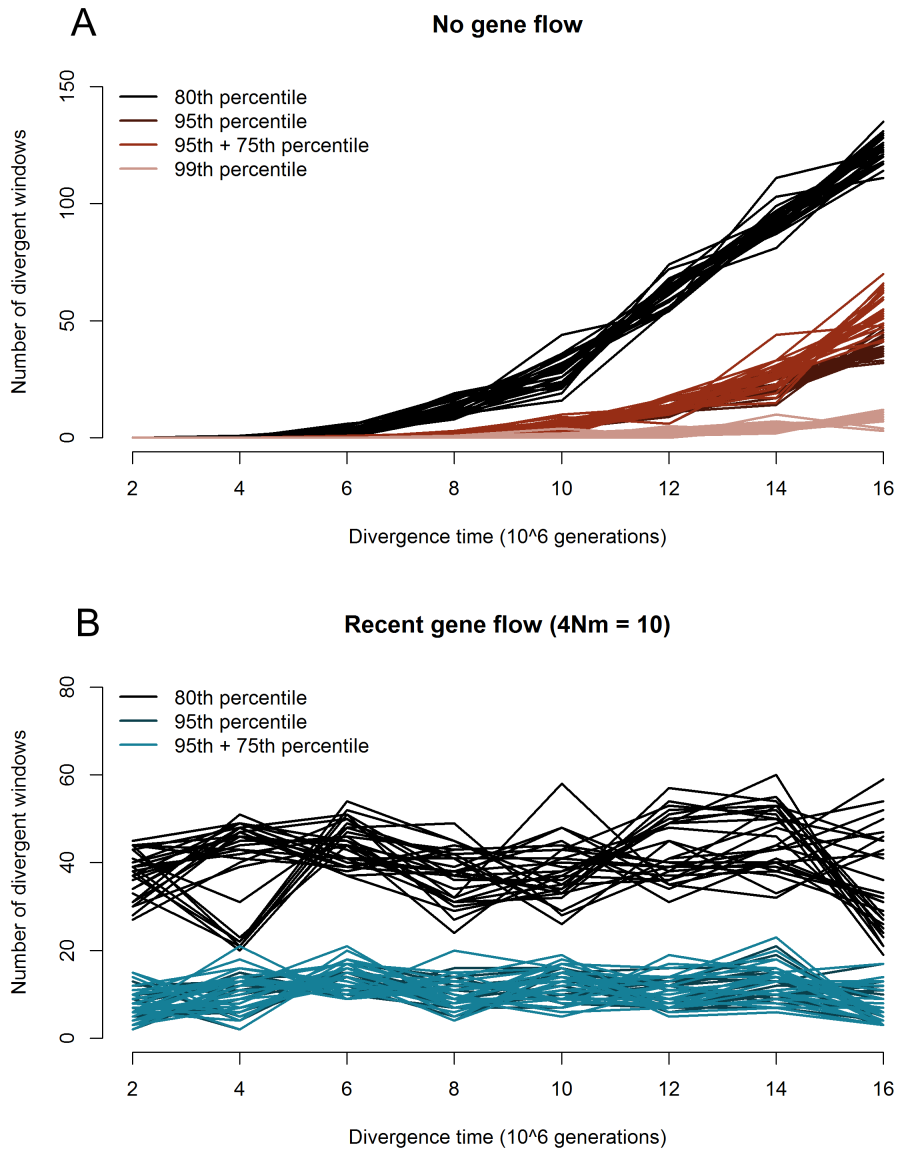 A
No gene flow
Number of divergent windows
150
100
50
0
80th percentile
95th percentile
95th + 75th percentile
99th percentile
2 4 6 8 10 12 14 16
Divergence time (10^6 generations)
B
Recent gene flow (4Nm = 10)
Number of divergent windows
80
60
40
20
0
80th percentile
95th percentile
95th + 75th percentile
2 4 6 8 10 12 14 16
Divergence time (10^6 generations)